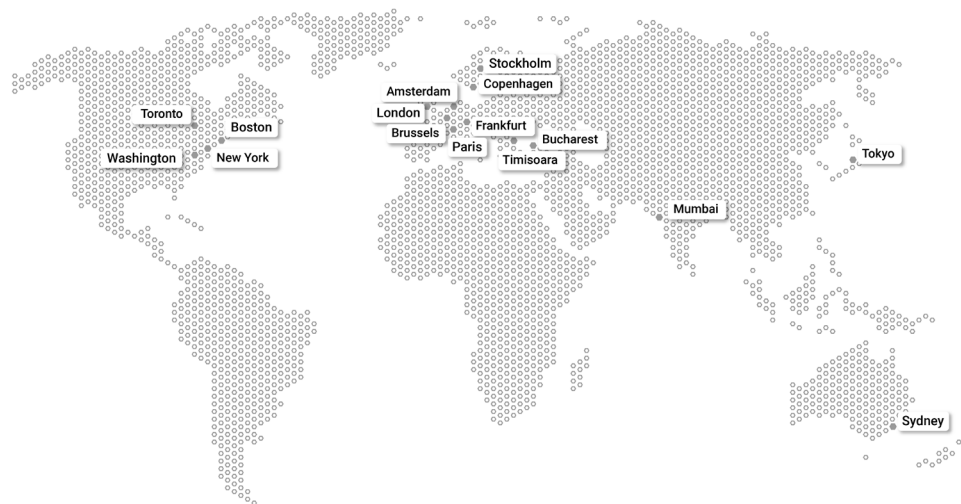 Stockholm
Copenhagen
Amsterdam
London
Toronto
Boston
Frankfurt
Brussels
Bucharest
Paris
Tokyo
Washington
New York
Timisoara
Mumbai
Sydney